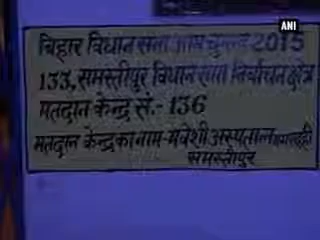 ANI
बिहार विधान सभा आम चुनाव 2015
133, समस्तीपुर विधान सभा निर्वाचन क्षेत्र
मतदान केन्द्र सं.- 136
मतदान केन्द्र का नाम - मवेशी अस्पताल
समस्तीपुर